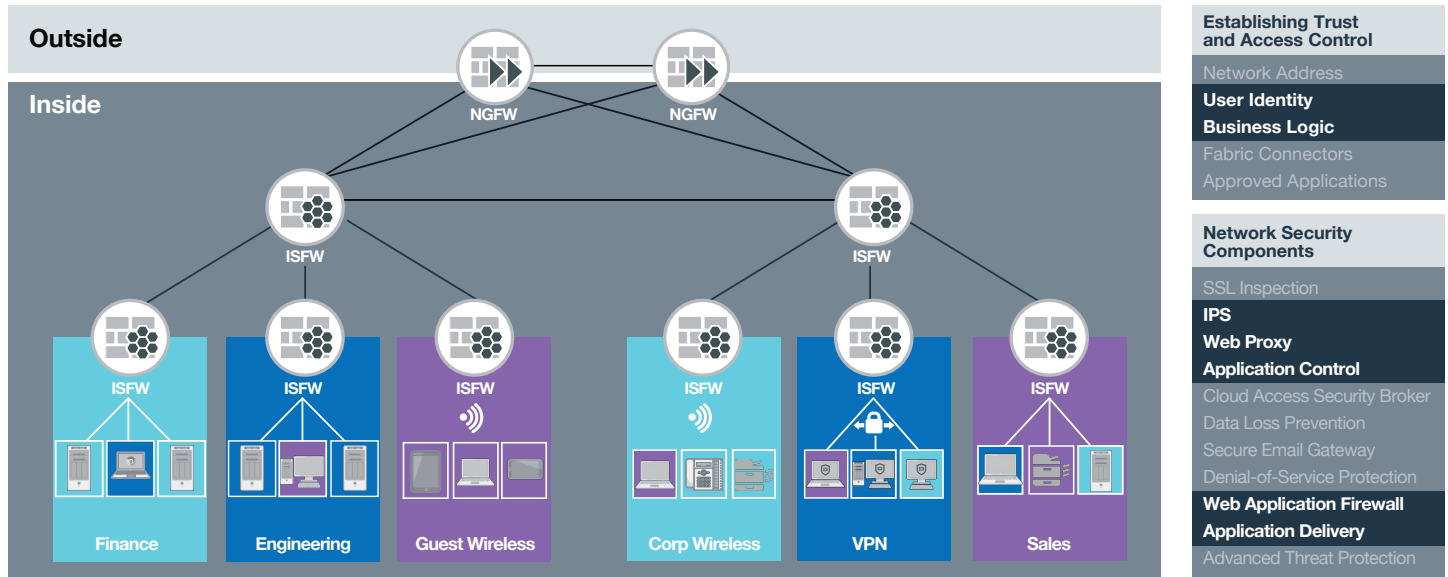 Outside
Inside
NGFW
NGFW
ISFW
ISFW
ISFW
ISFW
ISFW
ISFW
ISFW
ISFW
Finance
Engineering
Guest Wireless
Corp Wireless
VPN
Sales
Establishing Trust
and Access Control
Network Address
User Identity
Business Logic
Fabric Connectors
Approved Applications
Network Security
Components
SSL Inspection
IPS
Web Proxy
Application Control
Cloud Access Security Broker
Data Loss Prevention
Secure Email Gateway
Denial-of-Service Protection
Web Application Firewall
Application Delivery
Advanced Threat Protection